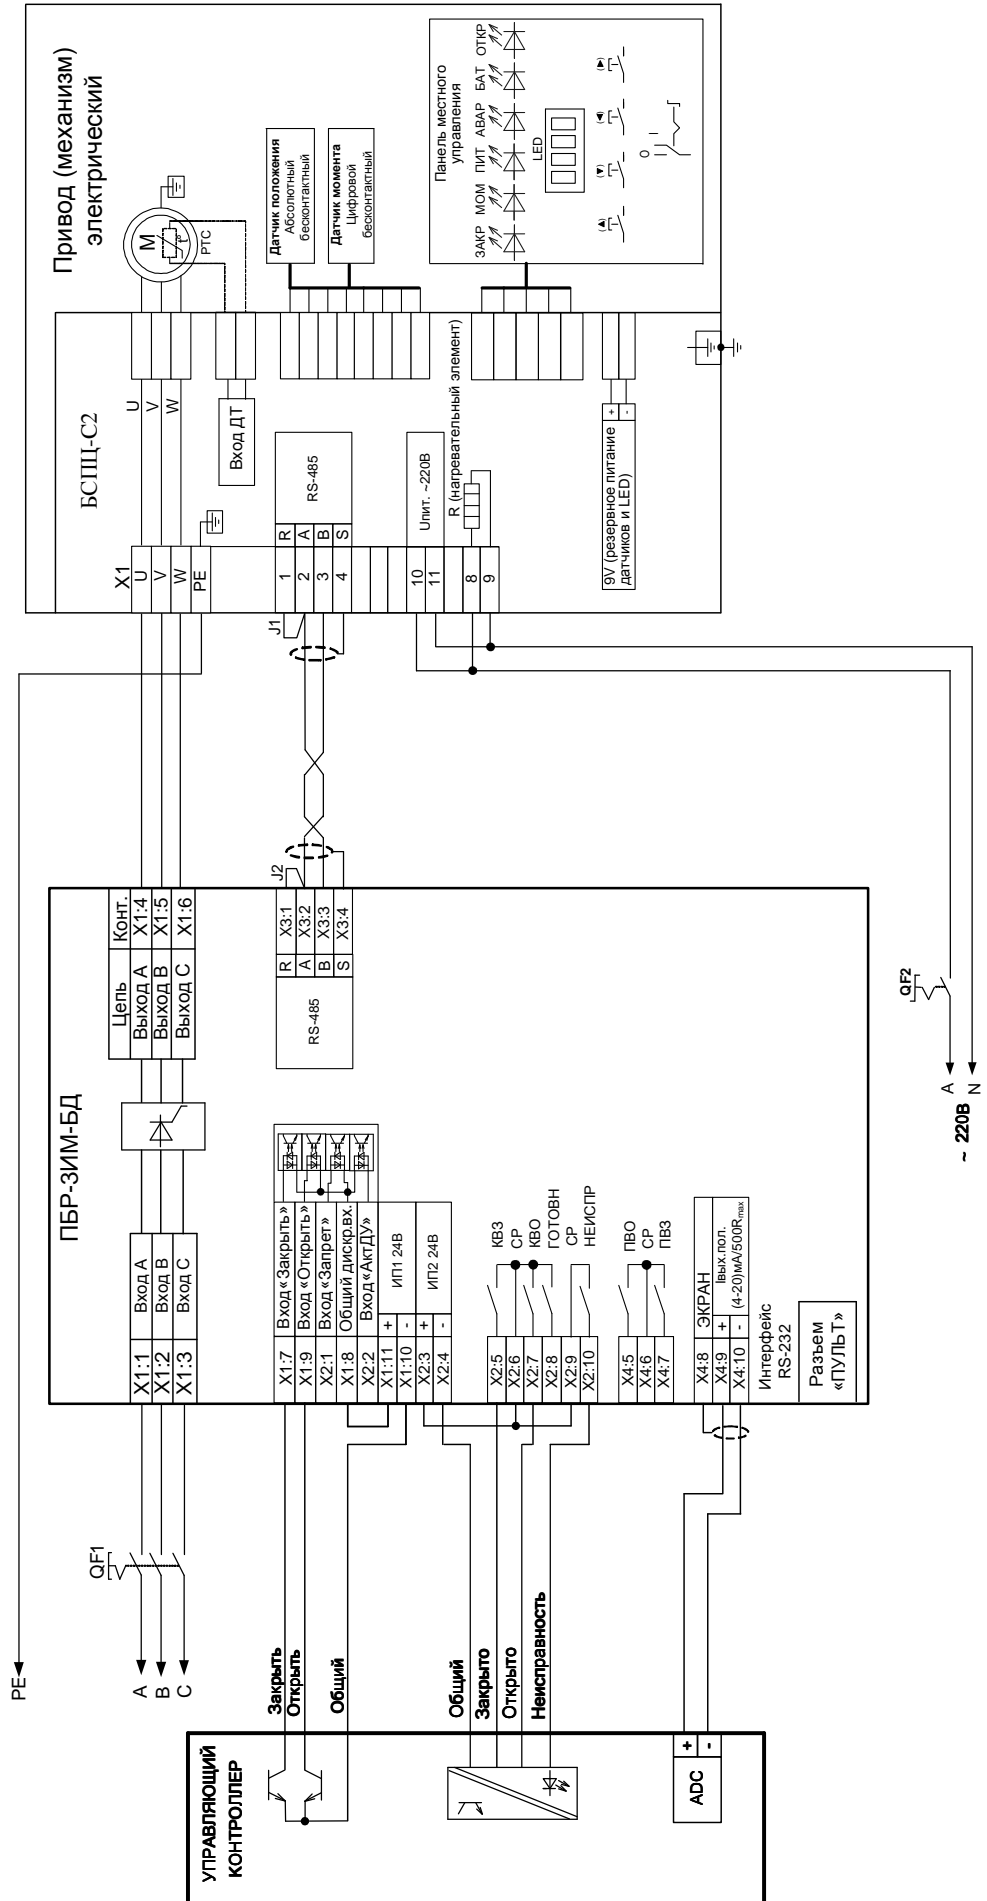 Привод (механизм)
электрический
M
t°
PTC
Датчик положения
Абсолютный
бесконтактный
Датчик момента
Цифровой
бесконтактный
Панель местного
управления
ЗАКР
МОМ
ПИТ
АВАР
БАТ
ОТКР
LED
0
I
БСПЦ-С2
U
V
W
Вход ДТ
X1
U
V
W
PE
RS-485
R
A
B
S
1
2
3
4
J1
Uпит. ~220В
10
11
R (нагревательный элемент)
8
9
9V (резервное питание
датчиков и LED)
+
-
ПБР-3ИМ-БД
Цепь
Конт.
Выход A
X1:4
Выход B
X1:5
Выход C
X1:6
J2
RS-485
R
X3:1
A
X3:2
B
X3:3
S
X3:4
X1:1
Вход A
X1:2
Вход B
X1:3
Вход C
X1:7
Вход «Закрыть»
X1:9
Вход «Открыть»
X2:1
Вход «Запрет»
X1:8
Общий дискр.вх.
X2:2
Вход «АктДУ»
X1:11
+
X1:10
-
ИП1 24В
X2:3
+
X2:4
-
ИП2 24В
X2:5
КВЗ
X2:6
СР
X2:7
КВО
X2:8
ГОТОВН
X2:9
СР
X2:10
НЕИСПР
X4:5
ПВО
X4:6
СР
X4:7
ПВЗ
X4:8
ЭКРАН
X4:9
+
X4:10
-
Iвых.пол.
(4-20)мА/500Rmax
Интерфейс
RS-232
Разъем
«ПУЛЬТ»
QF2
A
N
~ 220В
QF1
PE
A
B
C
Закрыть
Открыть
Общий
Общий
Закрыто
Открыто
Неисправность
УПРАВЛЯЮЩИЙ
КОНТРОЛЛЕР
ADC
+
-